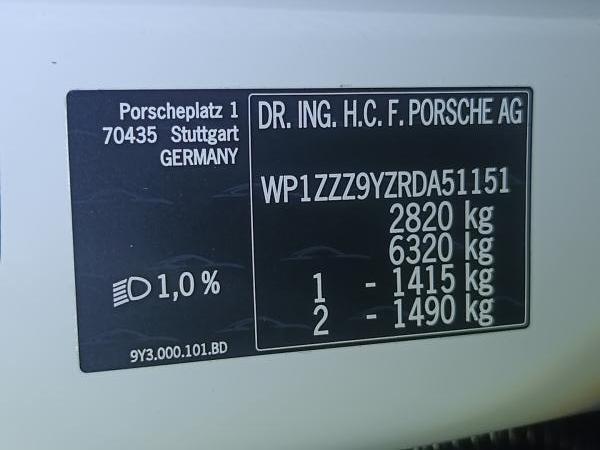 Porscheplatz 1
70435 Stuttgart
GERMANY
1,0 %
9Y3.000.101.BD
DR. ING. H.C. F. PORSCHE AG
WP1ZZZ9YZRDA51151
2820 kg
6320 kg
1 - 1415 kg
2 - 1490 kg